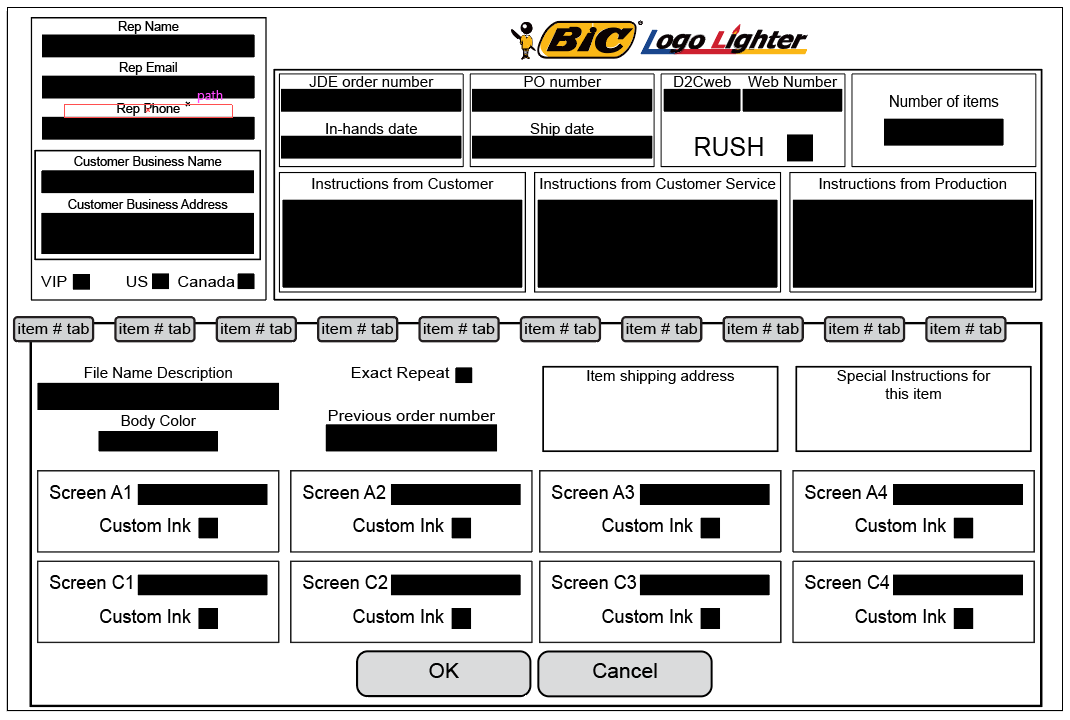 Rep Name
Rep Email
path
Rep Phone
Customer Business Name
Customer Business Address
VIP US Canada
BiC Logo Lighter
JDE order number PO number D2Cweb Web Number Number of items
In-hands date Ship date RUSH
Instructions from Customer Instructions from Customer Service Instructions from Production
item # tab item # tab item # tab item # tab item # tab item # tab item # tab item # tab item # tab item # tab
File Name Description Exact Repeat Item shipping address Special Instructions for
this item
Body Color Previous order number
Screen A1 Screen A2 Screen A3 Screen A4
Custom Ink Custom Ink Custom Ink Custom Ink
Screen C1 Screen C2 Screen C3 Screen C4
Custom Ink Custom Ink Custom Ink Custom Ink
OK Cancel